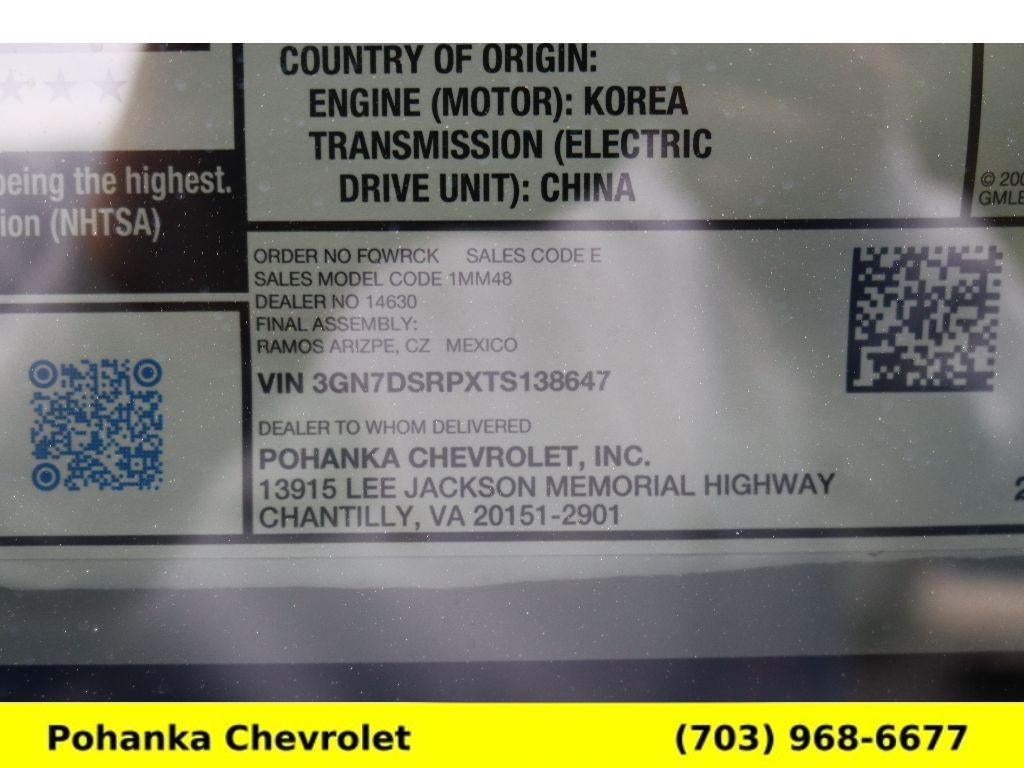 COUNTRY OF ORIGIN:
ENGINE (MOTOR): KOREA
TRANSMISSION (ELECTRIC
DRIVE UNIT): CHINA
being the highest.
(NHTSA)
© 200
ORDER NO FQWRCK SALES CODE E
SALES MODEL CODE 1MM48
DEALER NO 14630
FINAL ASSEMBLY:
RAMOS ARIZPE, CZ MEXICO
VIN 3GN7DSRPXTS138647
DEALER TO WHOM DELIVERED
POHANKA CHEVROLET, INC.
13915 LEE JACKSON MEMORIAL HIGHWAY
CHANTILLY, VA 20151-2901
Pohanka Chevrolet (703) 968-6677